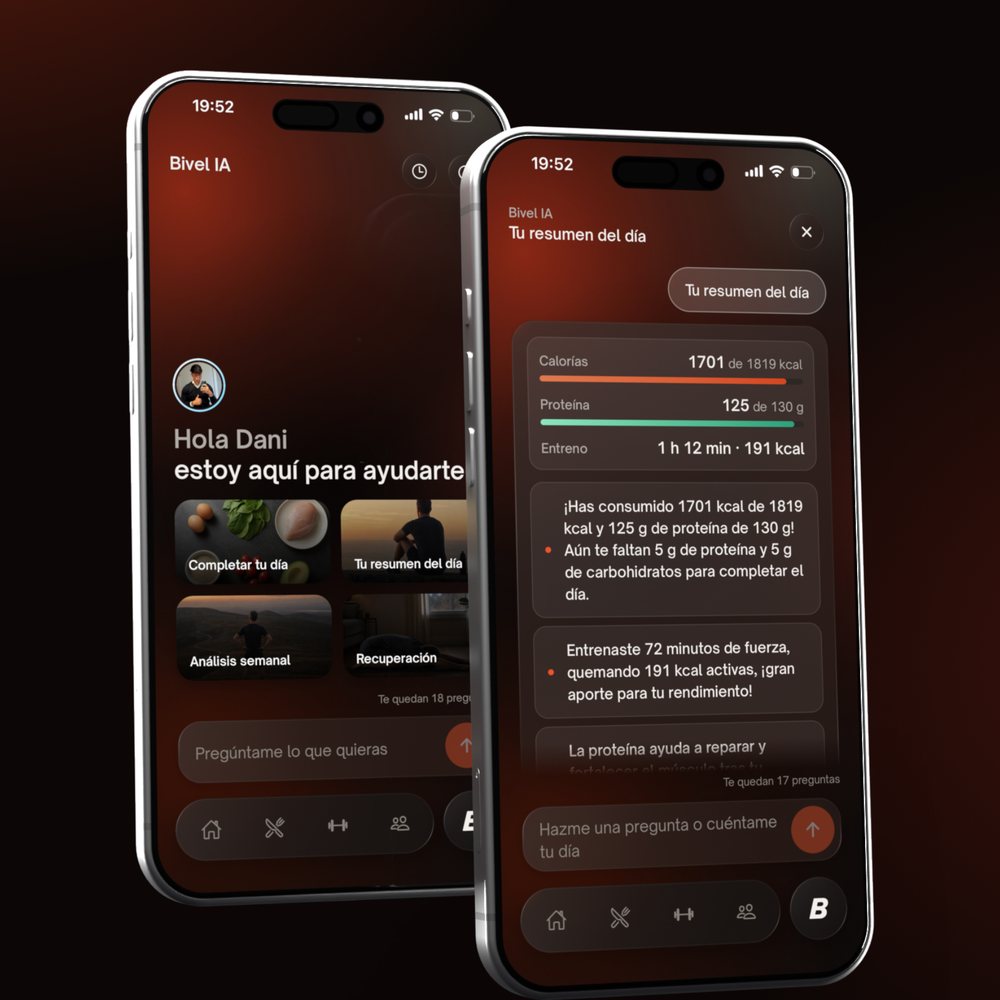 19:52
Bivel IA
Hola Dani
estoy aquí para ayudarte
Completar tu día
Tu resumen del día
Análisis semanal
Recuperación
Te quedan 18
Pregúntame lo que quieras
19:52
Bivel IA
Tu resumen del día
Tu resumen del día
Calorías 1701 de 1819 kcal
Proteína 125 de 130 g
Entreno 1 h 12 min · 191 kcal
¡Has consumido 1701 kcal de 1819
kcal y 125 g de proteína de 130 g!
Aún te faltan 5 g de proteína y 5 g
de carbohidratos para completar el
día.
Entrenaste 72 minutos de fuerza,
quemando 191 kcal activas, ¡gran
aporte para tu rendimiento!
La proteína ayuda a reparar y
fortalecer el músculo tras tu
Te quedan 17 preguntas
Hazme una pregunta o cuéntame
tu día
B